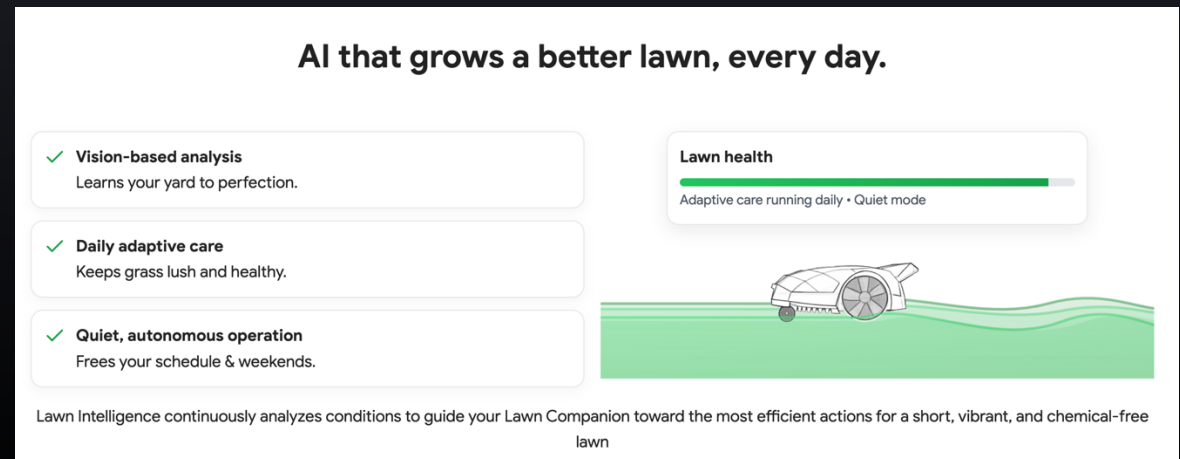 AI that grows a better lawn, every day.
Vision-based analysis
Learns your yard to perfection.
Daily adaptive care
Keeps grass lush and healthy.
Quiet, autonomous operation
Frees your schedule & weekends.
Lawn health
Adaptive care running daily • Quiet mode
Lawn Intelligence continuously analyzes conditions to guide your Lawn Companion toward the most efficient actions for a short, vibrant, and chemical-free
lawn